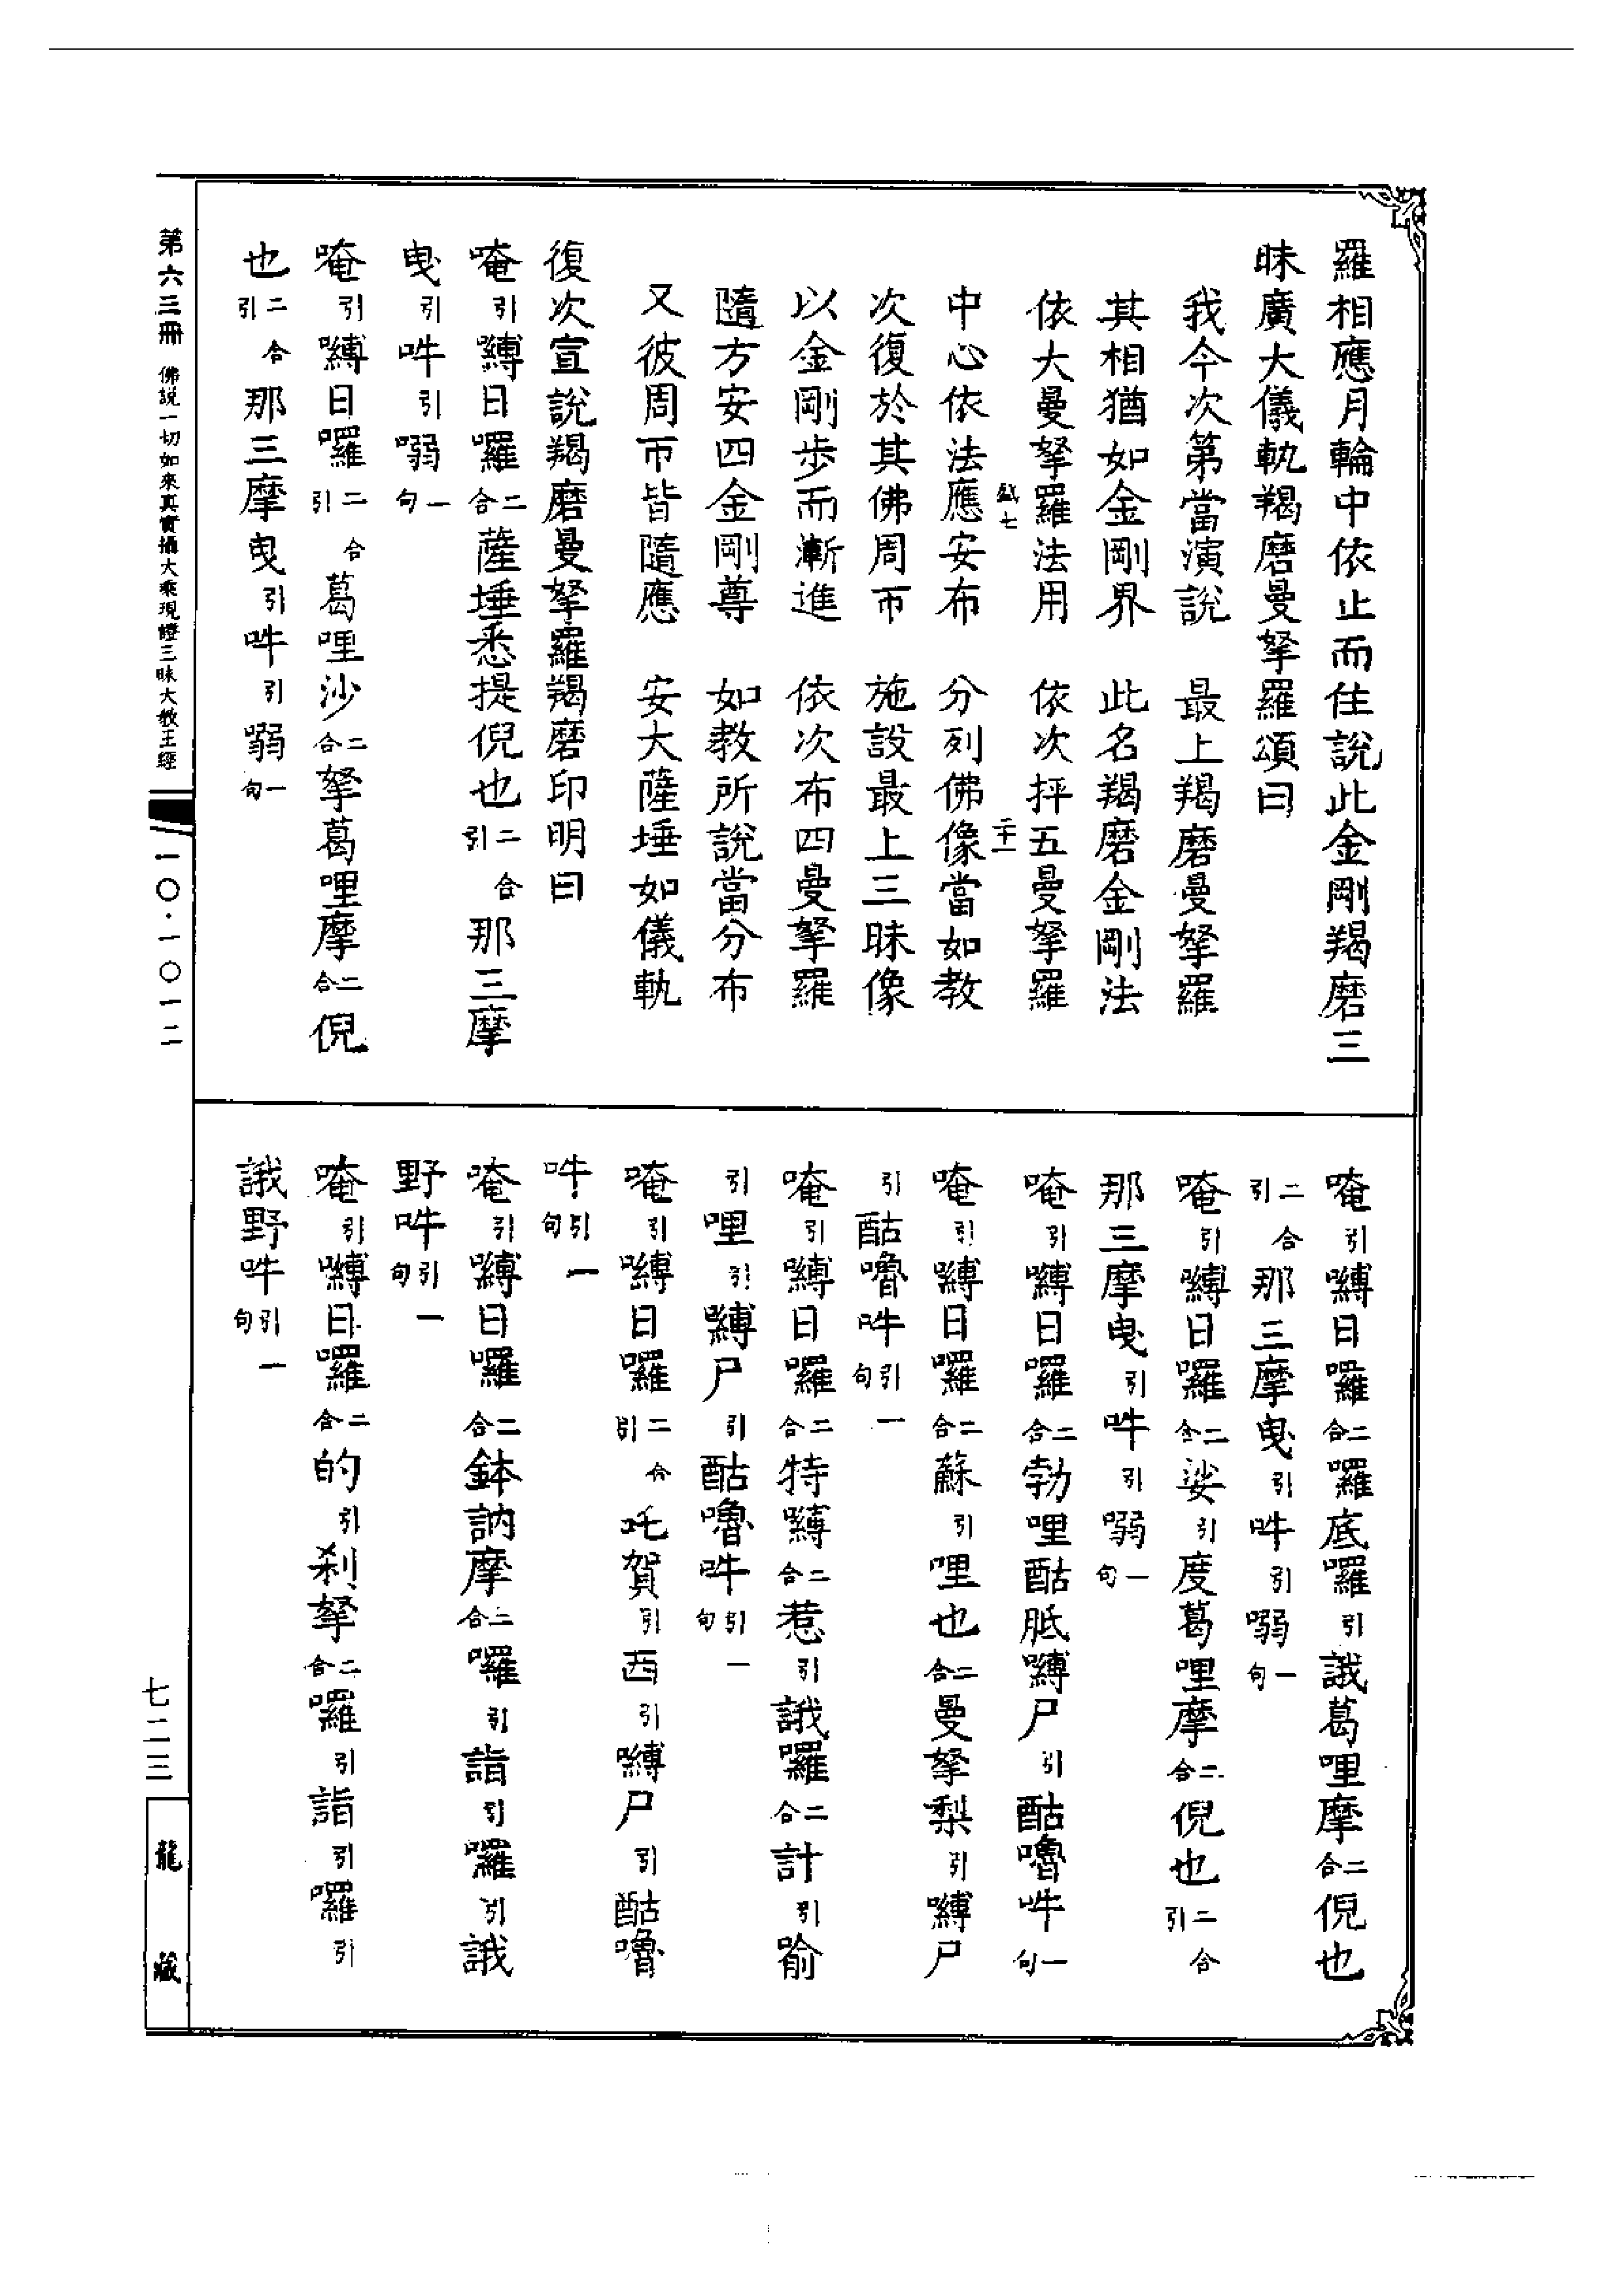 羅相應月輪中依止而住說此金剛羯磨三
昧廣大儀軌羯磨曼拏羅頌曰
我今次第當演說　最上羯磨曼拏羅
其相猶如金剛界　此名羯磨金剛法
依大曼拏羅法用　依次抨五曼拏羅
七
二十一
中心依法應安布　分列佛像當如教
次復於其佛周帀　施設最上三昧像
以金剛步而漸進　依次布四曼拏羅
隨方安四金剛尊　如教所說當分布
又彼周帀皆隨應　安大薩埵如儀軌
復次宣說羯磨曼拏羅羯磨印明曰
唵引嚩日囉二合薩埵悉提倪也二合引那三摩
曳引吽引嗍一句
唵引嚩日囉二合引葛哩沙二合拏葛哩摩二合倪
也二合引那三摩曳引吽引嗍一句
唵引嚩日囉二合囉底囉引誐葛哩摩二合倪也
二合引那三摩曳引吽引嗍一句
唵引嚩日囉二合娑引度葛哩摩二合倪也二合引
那三摩曳引吽引嗍一句
唵引嚩日囉二合勃哩酤胝嚩尸引酤嚕吽一句
唵引嚩日囉二合蘇引哩也二合曼拏梨引嚩尸
引酤嚕吽引一句
唵引嚩日囉二合特嚩二合惹引誐囉二合計引喻
引哩引嚩尸引酤嚕吽引一句
唵引嚩日囉二合引吒賀引西引嚩尸引酤嚕
吽引一句
唵引嚩日囉二合鉢訥摩二合囉引詣引囉引誐
野吽引一句
唵引嚩日囉二合的引刹拏二合囉引詣引囉引
誐野吽引一句
第六三冊　佛說一切如來真實攝大乘現證三昧大教王經
一〇·一〇一二
七二三
龍藏